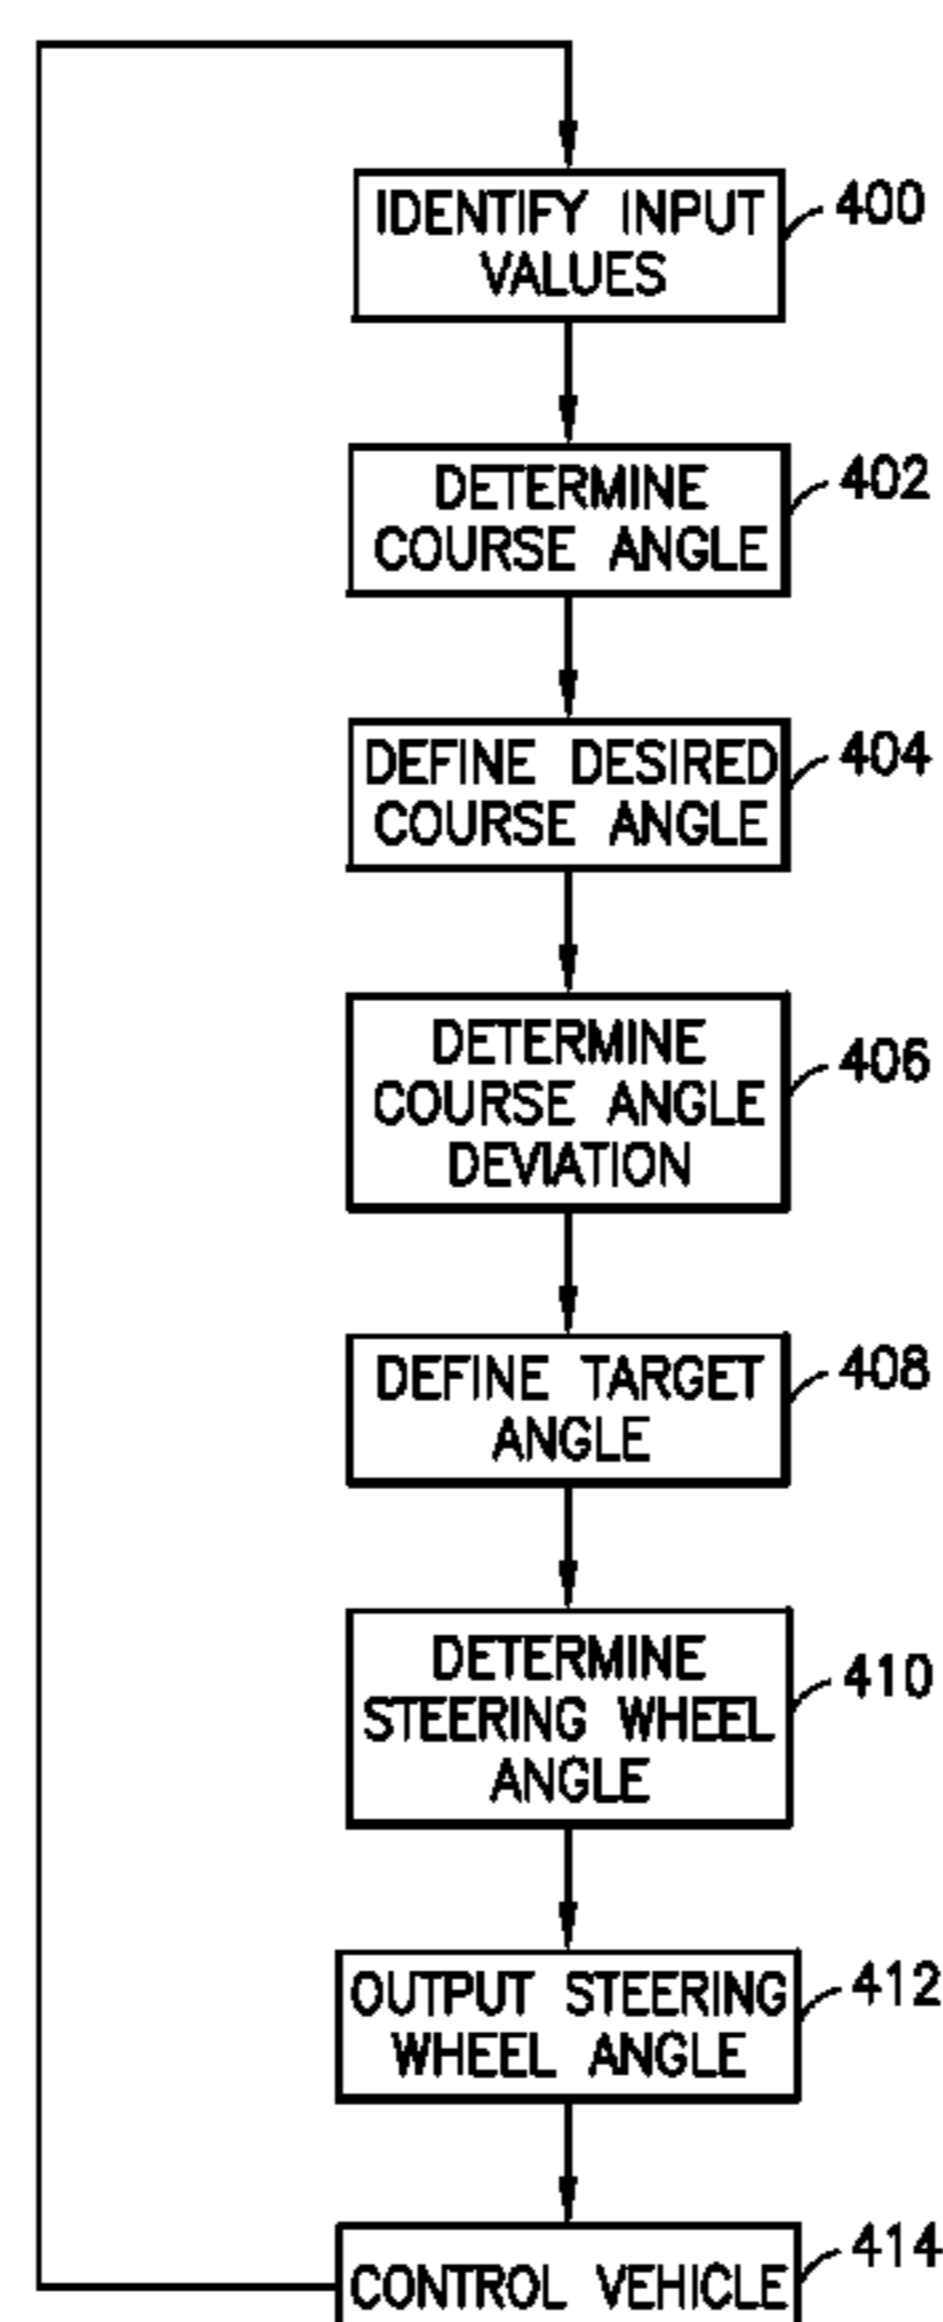 IDENTIFY INPUT
VALUES
400
DETERMINE
COURSE ANGLE
402
DEFINE DESIRED
COURSE ANGLE
404
DETERMINE
COURSE ANGLE
DEVIATION
406
DEFINE TARGET
ANGLE
408
DETERMINE
STEERING WHEEL
ANGLE
410
OUTPUT STEERING
WHEEL ANGLE
412
CONTROL VEHICLE
414